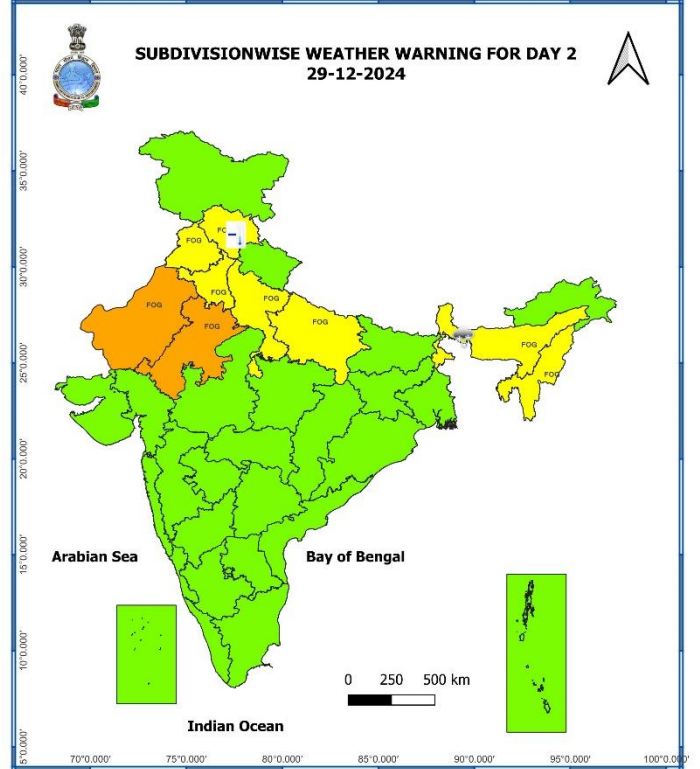 SUBDIVISIONWISE WEATHER WARNING FOR DAY 2
29-12-2024
40°0.000'
35°0.000'
30°0.000'
25°0.000'
20°0.000'
15°0.000'
10°0.000'
5°0.000'
FOG
FOG
FOG
FOG
FOG
FOG
FOG
FOG
Arabian Sea
Bay of Bengal
Indian Ocean
0 250 500 km
70°0.000' 75°0.000' 80°0.000' 85°0.000' 90°0.000' 95°0.000' 100°0.000'